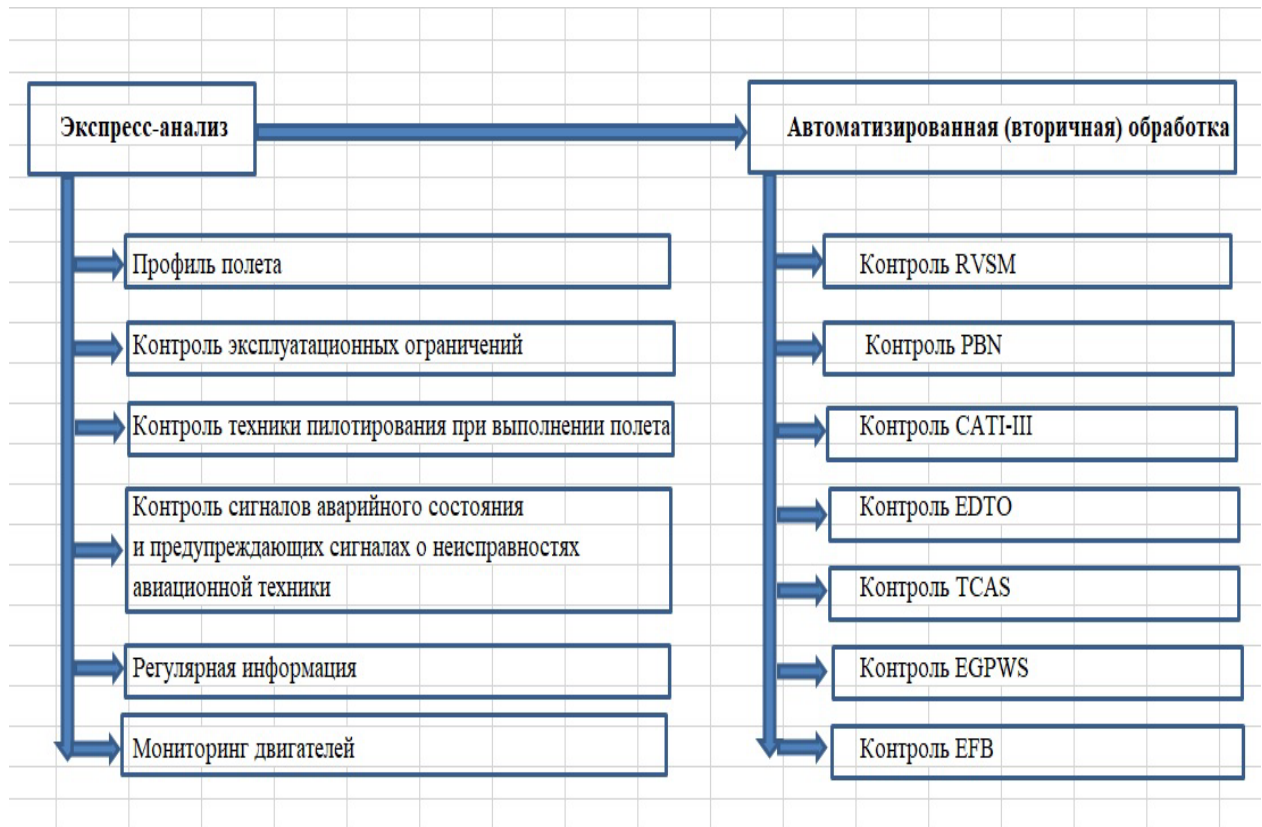 Экспресс-анализ
Профиль полета
Контроль эксплуатационных ограничений
Контроль техники пилотирования при выполнении полета
Контроль сигналов аварийного состояния
и предупреждающих сигналах о неисправностях
авиационной техники
Регулярная информация
Мониторинг двигателей
Автоматизированная (вторичная) обработка
Контроль RVSM
Контроль PBN
Контроль CATI-III
Контроль EDTO
Контроль TCAS
Контроль EGPWS
Контроль EFB